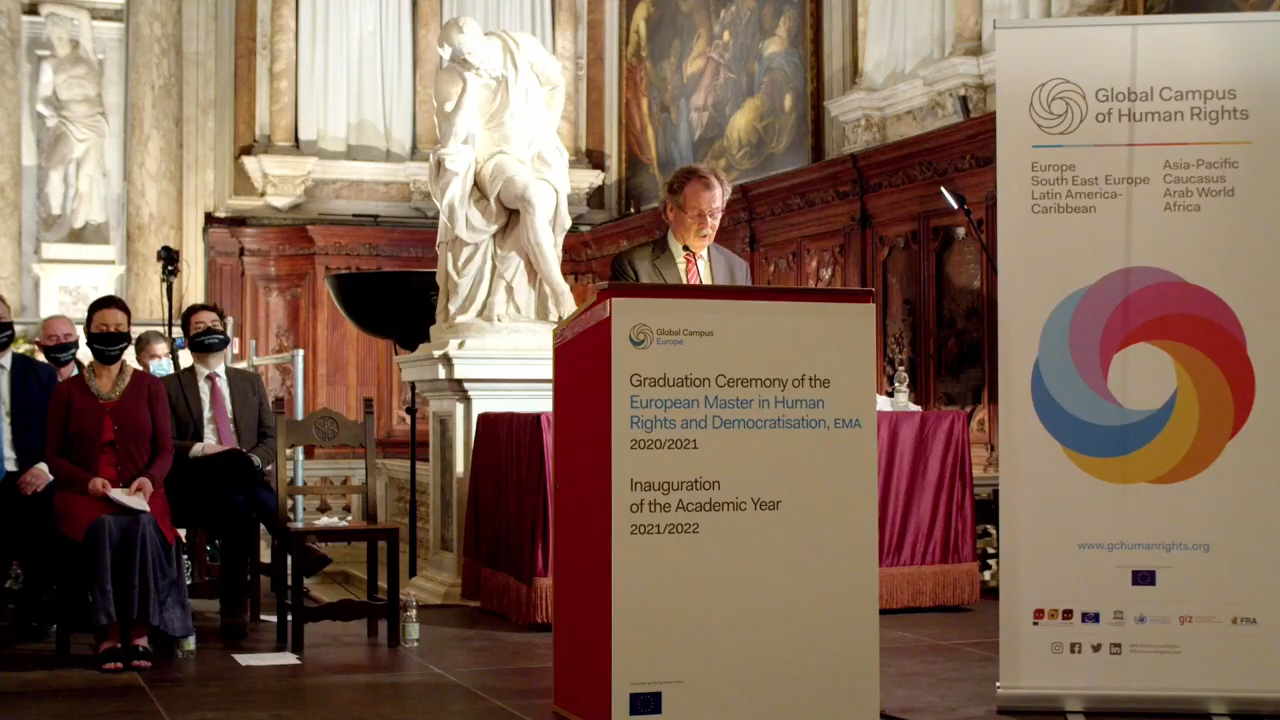 Global Campus
Europe
Graduation Ceremony of the
European Master in Human
Rights and Democratisation, EMA
2020/2021
Inauguration
of the Academic Year
2021/2022
Global Campus
of Human Rights
Europe
South East Europe
Latin America-
Caribbean
Asia-Pacific
Caucasus
Arab World
Africa
www.gchumanrights.org
giz
FRA